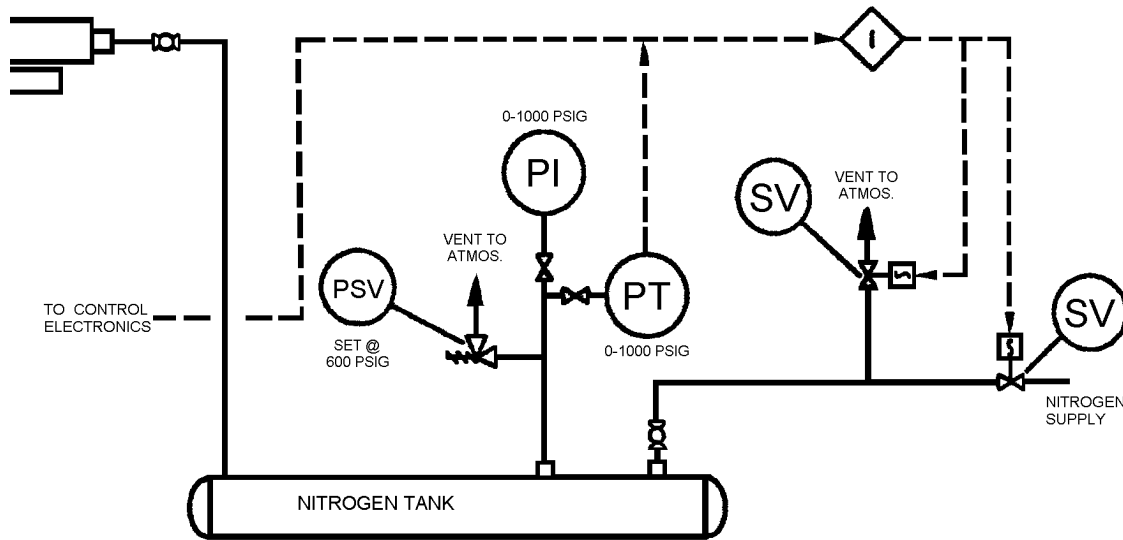 I
0-1000 PSIG
PI
SV
VENT TO
ATMOS.
VENT TO
ATMOS.
PSV
PT
SV
TO CONTROL
ELECTRONICS
SET @
600 PSIG
0-1000 PSIG
NITROGEN
SUPPLY
NITROGEN TANK